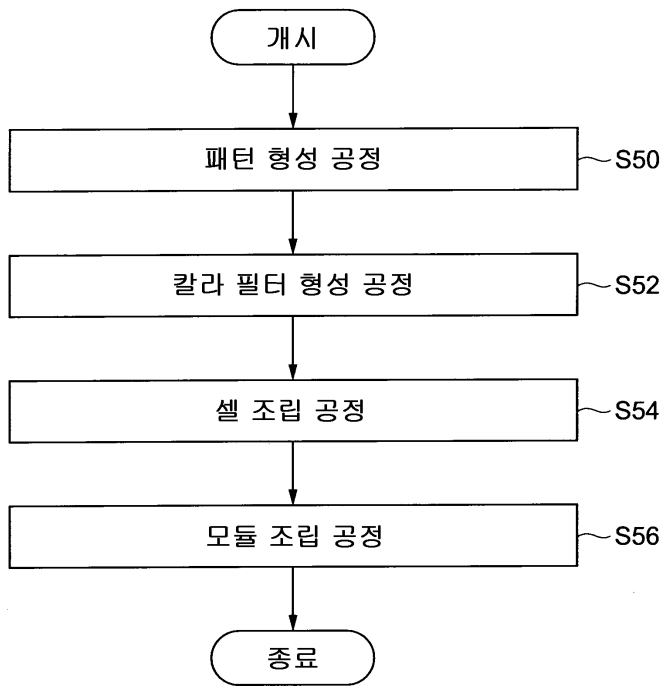 개시
패턴 형성 공정
S50
칼라 필터 형성 공정
S52
셀 조립 공정
S54
모듈 조립 공정
S56
종료